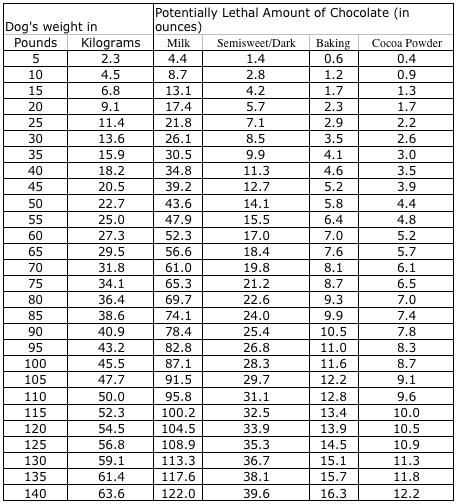 Dog's weight in
Potentially Lethal Amount of Chocolate (in ounces)
Pounds Kilograms Milk Semisweet/Dark Baking Cocoa Powder
5 2.3 4.4 1.4 0.6 0.4
10 4.5 8.7 2.8 1.2 0.9
15 6.8 13.1 4.2 1.7 1.3
20 9.1 17.4 5.7 2.3 1.7
25 11.4 21.8 7.1 2.9 2.2
30 13.6 26.1 8.5 3.5 2.6
35 15.9 30.5 9.9 4.1 3.0
40 18.2 34.8 11.3 4.6 3.5
45 20.5 39.2 12.7 5.2 3.9
50 22.7 43.6 14.1 5.8 4.4
55 25.0 47.9 15.5 6.4 4.8
60 27.3 52.3 17.0 7.0 5.2
65 29.5 56.6 18.4 7.6 5.7
70 31.8 61.0 19.8 8.1 6.1
75 34.1 65.3 21.2 8.7 6.5
80 36.4 69.7 22.6 9.3 7.0
85 38.6 74.1 24.0 9.9 7.4
90 40.9 78.4 25.4 10.5 7.8
95 43.2 82.8 26.8 11.0 8.3
100 45.5 87.1 28.3 11.6 8.7
105 47.7 91.5 29.7 12.2 9.1
110 50.0 95.8 31.1 12.8 9.6
115 52.3 100.2 32.5 13.4 10.0
120 54.5 104.5 33.9 13.9 10.5
125 56.8 108.9 35.3 14.5 10.9
130 59.1 113.3 36.7 15.1 11.3
135 61.4 117.6 38.1 15.7 11.8
140 63.6 122.0 39.6 16.3 12.2